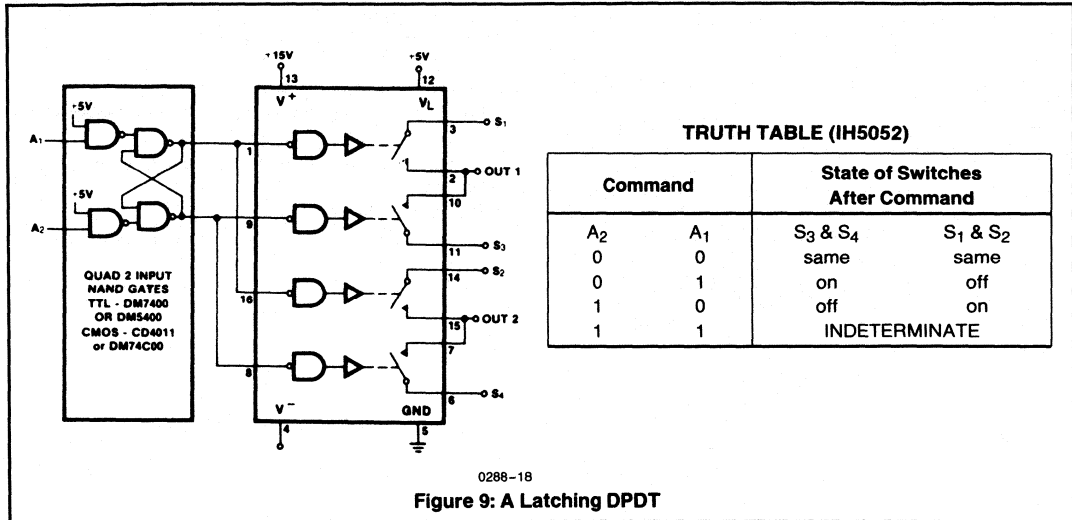 +15V
+5V
13
12
V+
VL
+5V
A1
1
3
S1
2
OUT 1
10
+5V
A2
9
11
S3
QUAD 2 INPUT
NAND GATES
TTL - DM7400
OR DM5400
CMOS - CD4011
or DM74C00
14
S2
16
15
OUT 2
7
8
6
S4
V-
GND
4
5
TRUTH TABLE (IH5052)
Command State of Switches
After Command
A2 A1 S3 & S4 S1 & S2
0 0 same same
0 1 on off
1 0 off on
1 1 INDETERMINATE
0288-18
Figure 9: A Latching DPDT